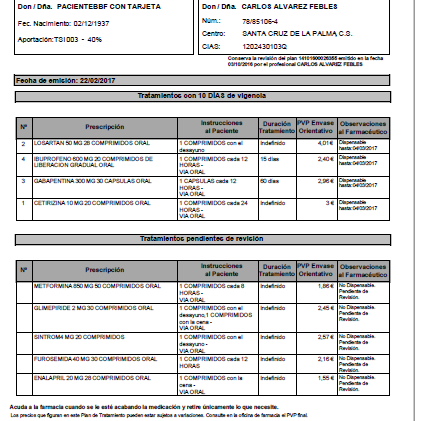 Don / Dña. PACIENTEBBF CON TARJETA
Fec. Nacimiento: 02/12/1937
Aportación: TSI003 - 40%
Don / Dña. CARLOS ALVAREZ FEBLES
Núm.: 78/85106-4
Centro: SANTA CRUZ DE LA PALMA, C.S.
CIAS: 1202430103Q
Conserva la revisión del plan 14101600026355 emitido en la fecha
03/10/2016 por el profesional CARLOS ALVAREZ FEBLES
Fecha de emisión: 22/02/2017
Tratamientos con 10 DÍAS de vigencia
Nº Prescripción Instrucciones al Paciente Duración Tratamiento PVP Envase Orientativo Observaciones al Farmacéutico
2 LOSARTAN 50 MG 28 COMPRIMIDOS ORAL 1 COMPRIMIDOS con el desayuno Indefinido 4,01 € Dispensable hasta: 04/03/2017
4 IBUPROFENO 600 MG 20 COMPRIMIDOS DE LIBERACION GRADUAL ORAL 1 COMPRIMIDOS cada 12 HORAS - VIA ORAL 15 días 2,40 € Dispensable hasta: 04/03/2017
3 GABAPENTINA 300 MG 30 CAPSULAS ORAL 1 CAPSULAS cada 12 HORAS - VIA ORAL 60 días 2,96 € Dispensable hasta: 04/03/2017
1 CETIRIZINA 10 MG 20 COMPRIMIDOS ORAL 1 COMPRIMIDOS cada 24 HORAS - VIA ORAL Indefinido 3 € Dispensable hasta: 04/03/2017
Tratamientos pendientes de revisión
Nº Prescripción Instrucciones al Paciente Duración Tratamiento PVP Envase Orientativo Observaciones al Farmacéutico
METFORMINA 850 MG 50 COMPRIMIDOS ORAL 1 COMPRIMIDOS cada 8 HORAS - VIA ORAL Indefinido 1,86 € No Dispensable. Pendiente de Revisión.
GLIMEPIRIDE 2 MG 30 COMPRIMIDOS ORAL 1 COMPRIMIDOS con el desayuno,1 COMPRIMIDOS con la cena - VIA ORAL Indefinido 2,45 € No Dispensable. Pendiente de Revisión.
SINTROM 4 MG 20 COMPRIMIDOS 1 COMPRIMIDOS con el desayuno - VIA ORAL Indefinido 2,57 € No Dispensable. Pendiente de Revisión.
FUROSEMIDA 40 MG 30 COMPRIMIDOS ORAL 1 COMPRIMIDOS cada 12 HORAS Indefinido 2,16 € No Dispensable. Pendiente de Revisión.
ENALAPRIL 20 MG 28 COMPRIMIDOS ORAL 1 COMPRIMIDOS con la cena - VIA ORAL Indefinido 1,55 € No Dispensable. Pendiente de Revisión.
Acuda a la farmacia cuando se le esté acabando la medicación y retire únicamente lo que necesite.
Los precios que figuran en este Plan de Tratamiento pueden estar sujetos a variaciones. Consulte en la oficina de farmacia el PVP final.